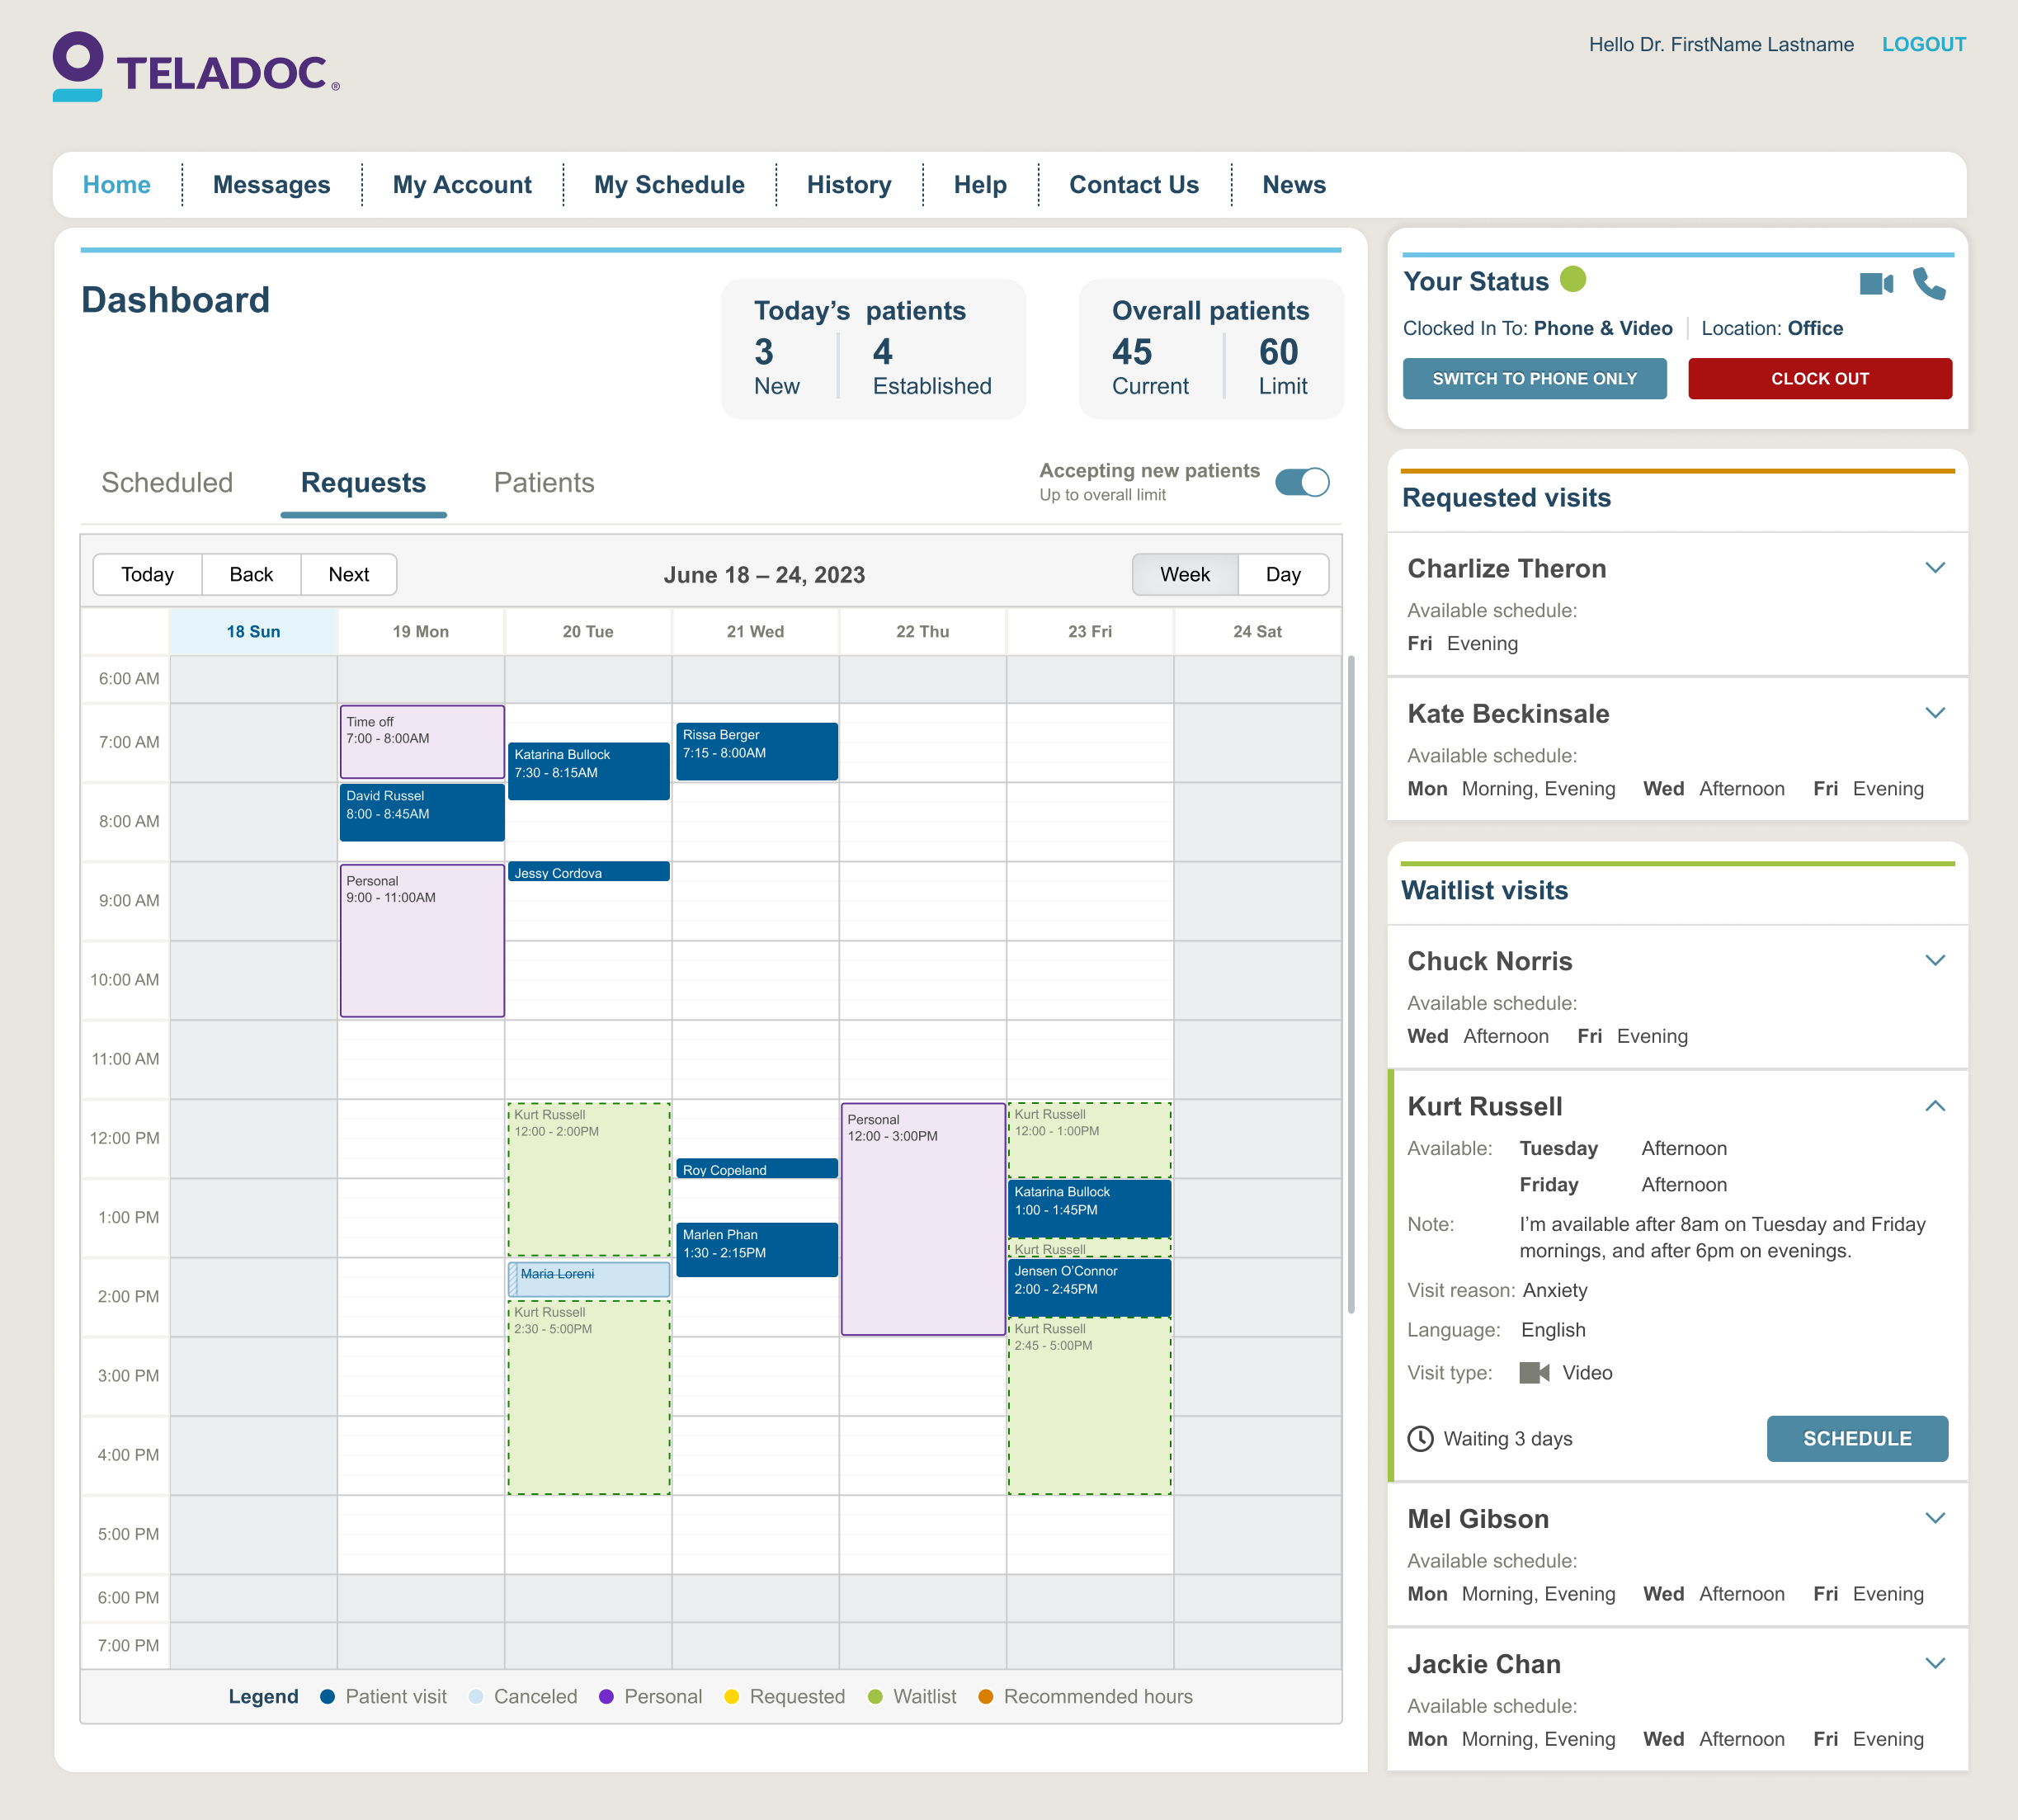 TELADOC®
Hello Dr. FirstName Lastname LOGOUT
Home Messages My Account My Schedule History Help Contact Us News
Dashboard
Today’s patients
3 4
New Established
Overall patients
45 60
Current Limit
Scheduled Requests Patients
Accepting new patients
Up to overall limit
Today Back Next
June 18 – 24, 2023
Week Day
18 Sun 19 Mon 20 Tue 21 Wed 22 Thu 23 Fri 24 Sat
6:00 AM
7:00 AM
8:00 AM
9:00 AM
10:00 AM
11:00 AM
12:00 PM
1:00 PM
2:00 PM
3:00 PM
4:00 PM
5:00 PM
6:00 PM
7:00 PM
Time off
7:00 - 8:00AM
David Russel
8:00 - 8:45AM
Personal
9:00 - 11:00AM
Katarina Bullock
7:30 - 8:15AM
Jessy Cordova
Kurt Russell
12:00 - 2:00PM
Maria Loreni
Kurt Russell
2:30 - 5:00PM
Rissa Berger
7:15 - 8:00AM
Roy Copeland
Marlen Phan
1:30 - 2:15PM
Personal
12:00 - 3:00PM
Kurt Russell
12:00 - 1:00PM
Katarina Bullock
1:00 - 1:45PM
Kurt Russell
Jensen O’Connor
2:00 - 2:45PM
Kurt Russell
2:45 - 5:00PM
Legend Patient visit Canceled Personal Requested Waitlist Recommended hours
Your Status
Clocked In To: Phone & Video Location: Office
SWITCH TO PHONE ONLY CLOCK OUT
Requested visits
Charlize Theron
Available schedule:
Fri Evening
Kate Beckinsale
Available schedule:
Mon Morning, Evening Wed Afternoon Fri Evening
Waitlist visits
Chuck Norris
Available schedule:
Wed Afternoon Fri Evening
Kurt Russell
Available: Tuesday Afternoon
Friday Afternoon
Note: I’m available after 8am on Tuesday and Friday
mornings, and after 6pm on evenings.
Visit reason: Anxiety
Language: English
Visit type: Video
Waiting 3 days SCHEDULE
Mel Gibson
Available schedule:
Mon Morning, Evening Wed Afternoon Fri Evening
Jackie Chan
Available schedule:
Mon Morning, Evening Wed Afternoon Fri Evening